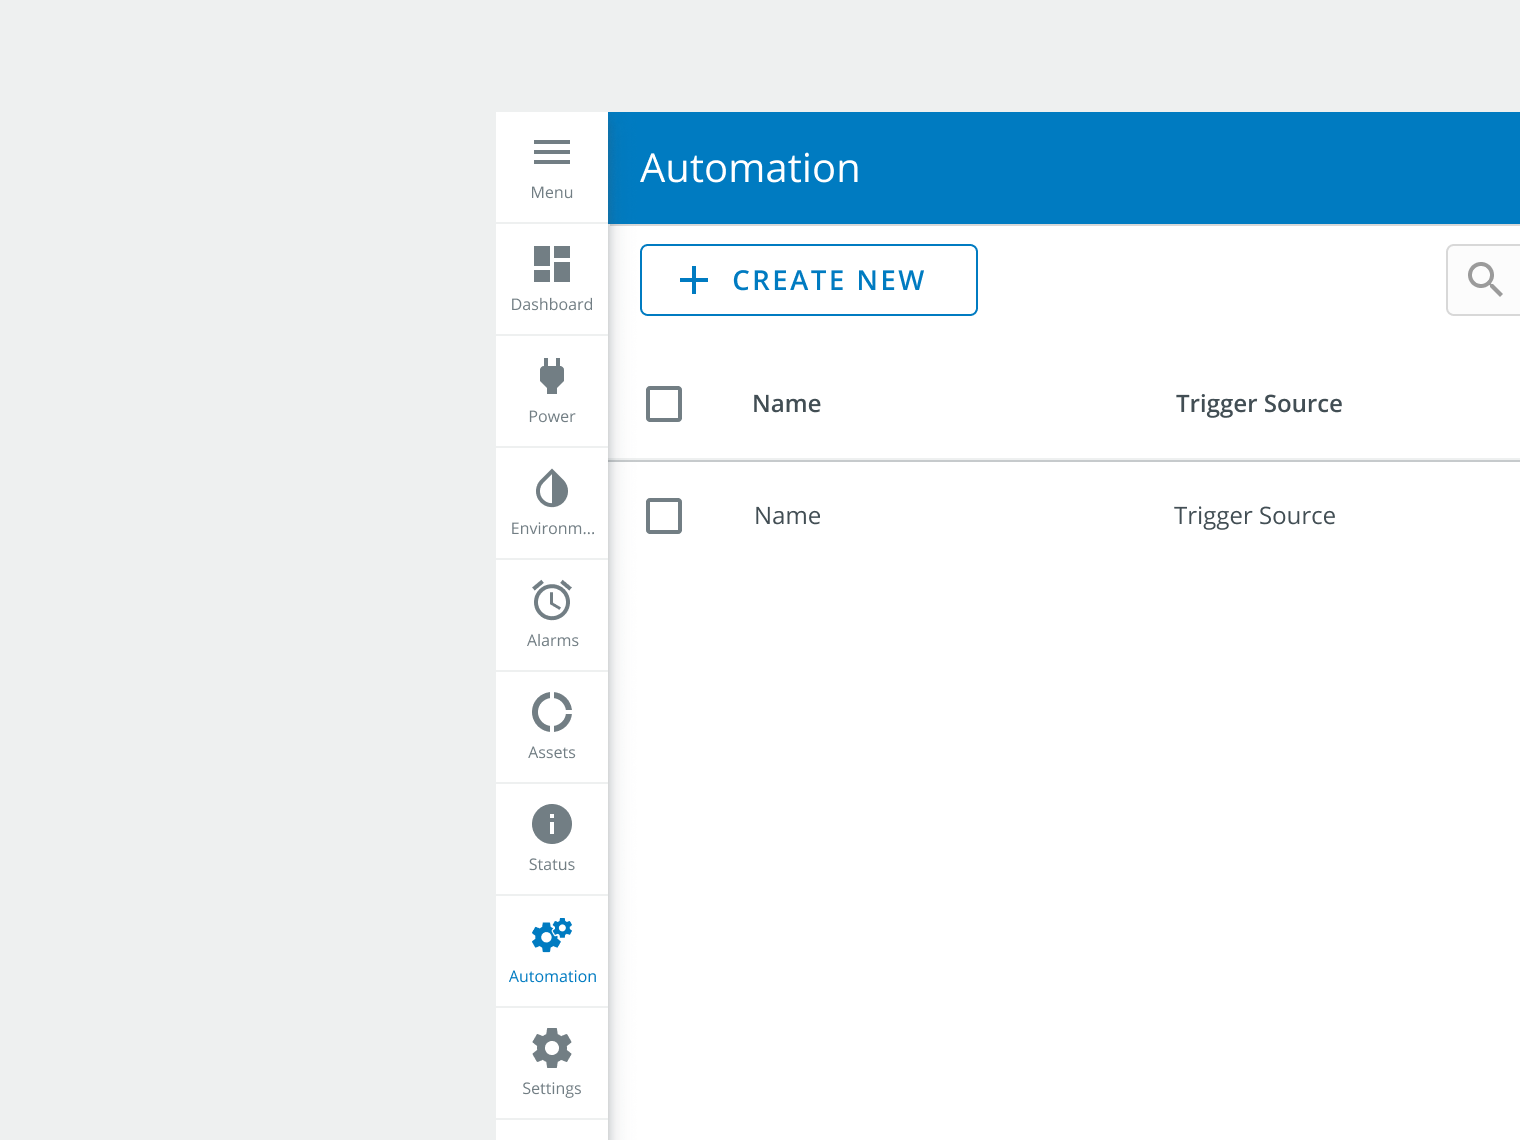 Menu
Dashboard
Power
Environm...
Alarms
Assets
Status
Automation
Settings
Automation
CREATE NEW
Name Trigger Source
Name Trigger Source